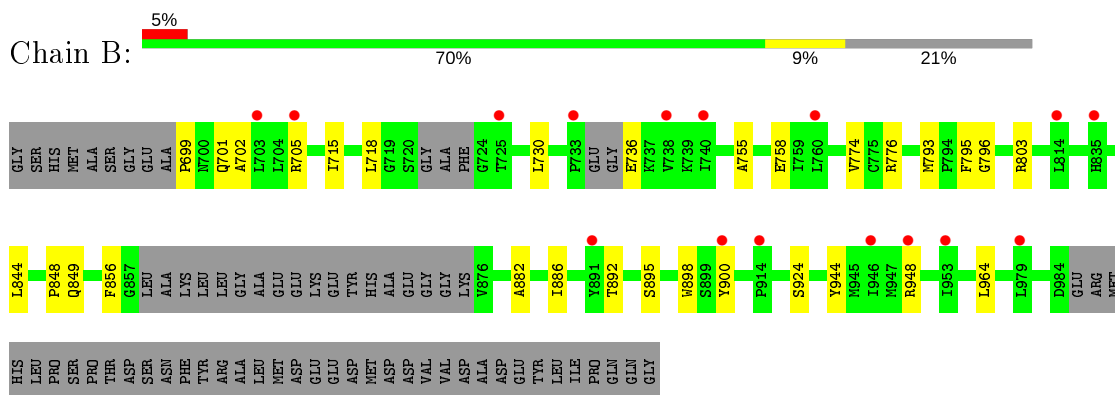 5%
Chain B:
70% 9% 21%
GLY SER HIS MET ALA SER GLY GLU ALA P699 N700 Q701 A702 L703 L704 R705 I715 L718 G719 S720 GLY ALA PHE G724 T725 L730 P733 GLU GLY E736 K737 V738 K739 I740 A755 E758 I759 L760 V774 C775 R776 M793 P794 F795 G796 R803 L814 H835
L844 P848 Q849 F856 G857 LEU ALA LYS LEU LEU GLY ALA GLU GLU LYS GLU TYR HIS ALA GLU GLY GLY LYS V876 A882 I886 Y891 T892 S895 W898 S899 Y900 P914 S924 Y944 M945 I946 M947 R948 I953 L964 L979 D984 GLU ARG MET
HIS LEU PRO SER PRO THR ASP SER ASN PHE TYR ARG ALA LEU MET ASP GLU GLU ASP MET ASP ASP VAL VAL ASP ALA ASP GLU TYR LEU ILE PRO GLN GLN GLY